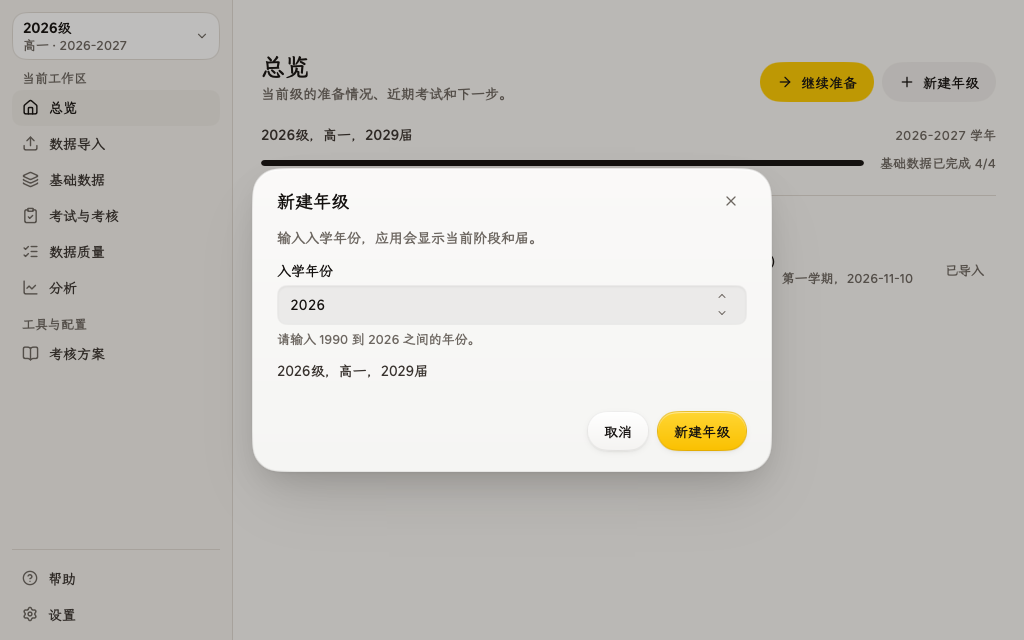 2026级
高一 · 2026-2027
当前工作区
总览
数据导入
基础数据
考试与考核
数据质量
分析
工具与配置
考核方案
帮助
设置
总览
当前级的准备情况、近期考试和下一步。
继续准备
新建年级
2026级，高一，2029届
2026-2027 学年
基础数据已完成 4/4
)
第一学期，2026-11-10
已导入
新建年级
输入入学年份，应用会显示当前阶段和届。
入学年份
2026
请输入 1990 到 2026 之间的年份。
2026级，高一，2029届
取消
新建年级